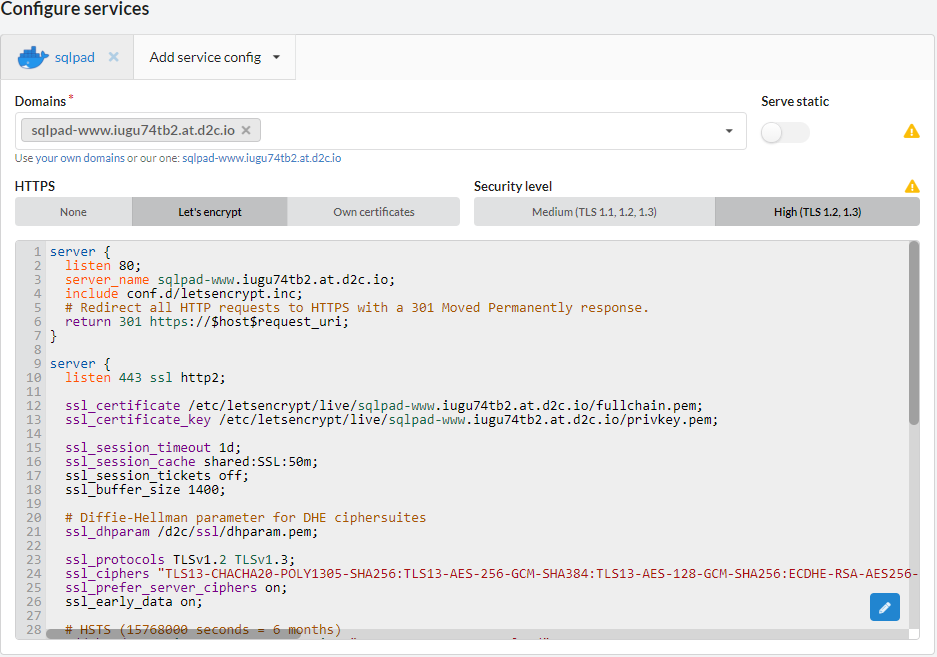 Configure services
sqlpad ×
Add service config
Domains *
Serve static
sqlpad-www.iugu74tb2.at.d2c.io ×
Use your own domains or our one: sqlpad-www.iugu74tb2.at.d2c.io
HTTPS
Security level
None
Let's encrypt
Own certificates
Medium (TLS 1.1, 1.2, 1.3)
High (TLS 1.2, 1.3)
1 server {
2 listen 80;
3 server_name sqlpad-www.iugu74tb2.at.d2c.io;
4 include conf.d/letsencrypt.inc;
5 # Redirect all HTTP requests to HTTPS with a 301 Moved Permanently response.
6 return 301 https://$host$request_uri;
7 }
8
9 server {
10 listen 443 ssl http2;
11
12 ssl_certificate /etc/letsencrypt/live/sqlpad-www.iugu74tb2.at.d2c.io/fullchain.pem;
13 ssl_certificate_key /etc/letsencrypt/live/sqlpad-www.iugu74tb2.at.d2c.io/privkey.pem;
14
15 ssl_session_timeout 1d;
16 ssl_session_cache shared:SSL:50m;
17 ssl_session_tickets off;
18 ssl_buffer_size 1400;
19
20 # Diffie-Hellman parameter for DHE ciphersuites
21 ssl_dhparam /d2c/ssl/dhparam.pem;
22
23 ssl_protocols TLSv1.2 TLSv1.3;
24 ssl_ciphers "TLS13-CHACHA20-POLY1305-SHA256:TLS13-AES-256-GCM-SHA384:TLS13-AES-128-GCM-SHA256:ECDHE-RSA-AES256-
25 ssl_prefer_server_ciphers on;
26 ssl_early_data on;
27
28 # HSTS (15768000 seconds = 6 months)